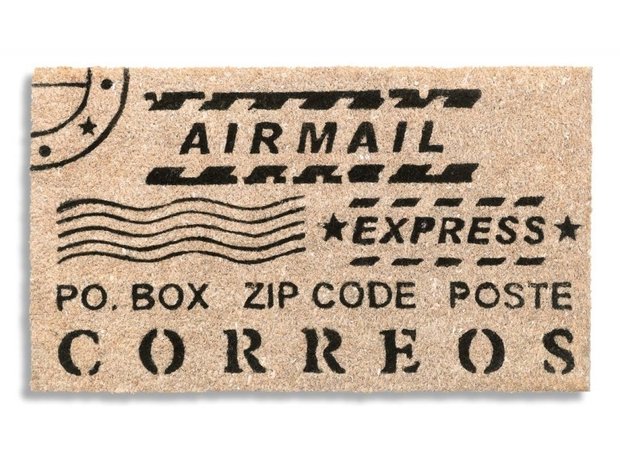 AIRMAIL
★EXPRESS★
PO. BOX ZIP CODE POSTE
CORREOS